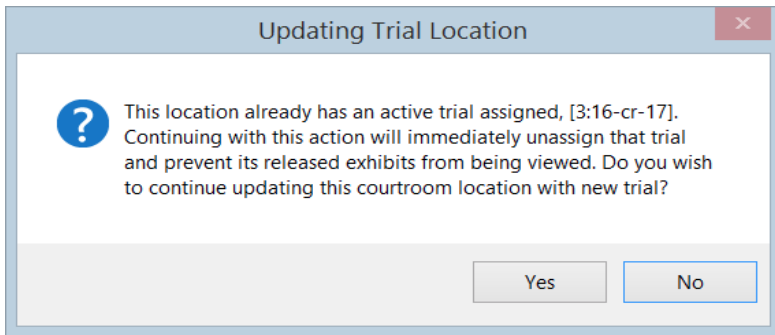 Updating Trial Location
This location already has an active trial assigned, [3:16-cr-17].
Continuing with this action will immediately unassign that trial
and prevent its released exhibits from being viewed. Do you wish
to continue updating this courtroom location with new trial?
Yes
No